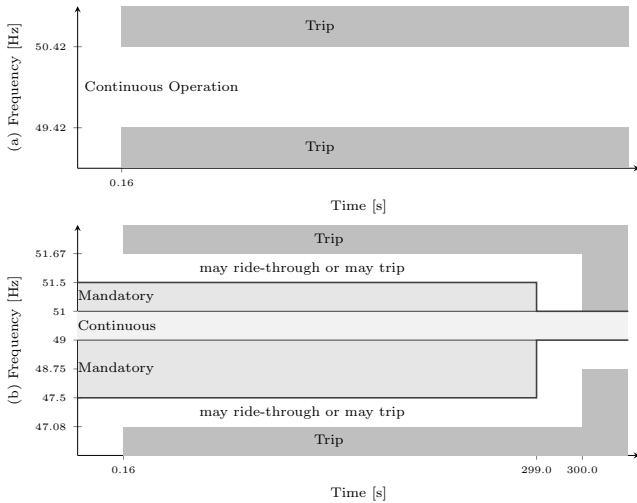 Trip
50.42
(a) Frequency [Hz]
Continuous Operation
49.42
Trip
0.16
Time [s]
Trip
51.67
may ride-through or may trip
51.5
Mandatory
51
Continuous
49
(b) Frequency [Hz]
48.75
Mandatory
47.5
may ride-through or may trip
47.08
Trip
0.16
299.0
300.0
Time [s]